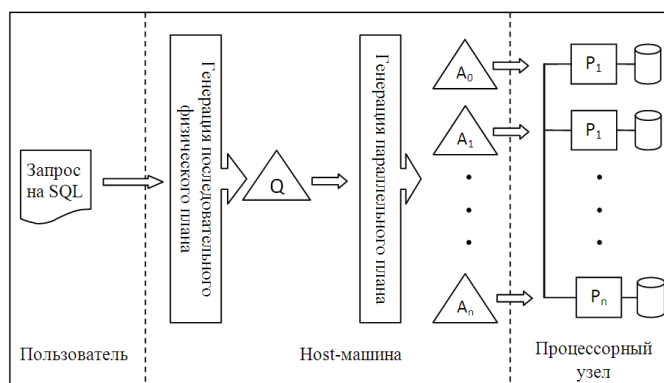 Запрос
на SQL
Генерация последовательного
физического плана
Q
Генерация параллельного плана
A0
A1
An
P1
P1
Pn
Пользователь
Host-машина
Процессорный
узел